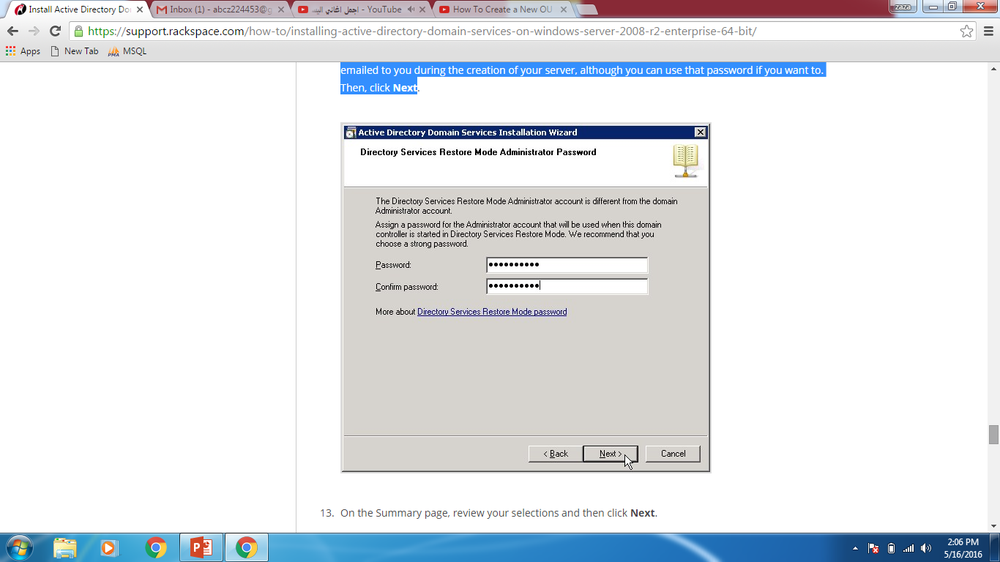 Install Active Directory Do
Inbox (1) - abcz224453@g
اجمل اغاني اليد - YouTube
How To Create a New OU
zaza
https://support.rackspace.com/how-to/installing-active-directory-domain-services-on-windows-server-2008-r2-enterprise-64-bit/
Apps New Tab MSQL
emailed to you during the creation of your server, although you can use that password if you want to.
Then, click Next.
Active Directory Domain Services Installation Wizard
Directory Services Restore Mode Administrator Password
The Directory Services Restore Mode Administrator account is different from the domain
Administrator account.
Assign a password for the Administrator account that will be used when this domain
controller is started in Directory Services Restore Mode. We recommend that you
choose a strong password.
Password: ●●●●●●●●●●
Confirm password: ●●●●●●●●●●
More about Directory Services Restore Mode password
< Back Next > Cancel
13. On the Summary page, review your selections and then click Next.
2:06 PM
5/16/2016